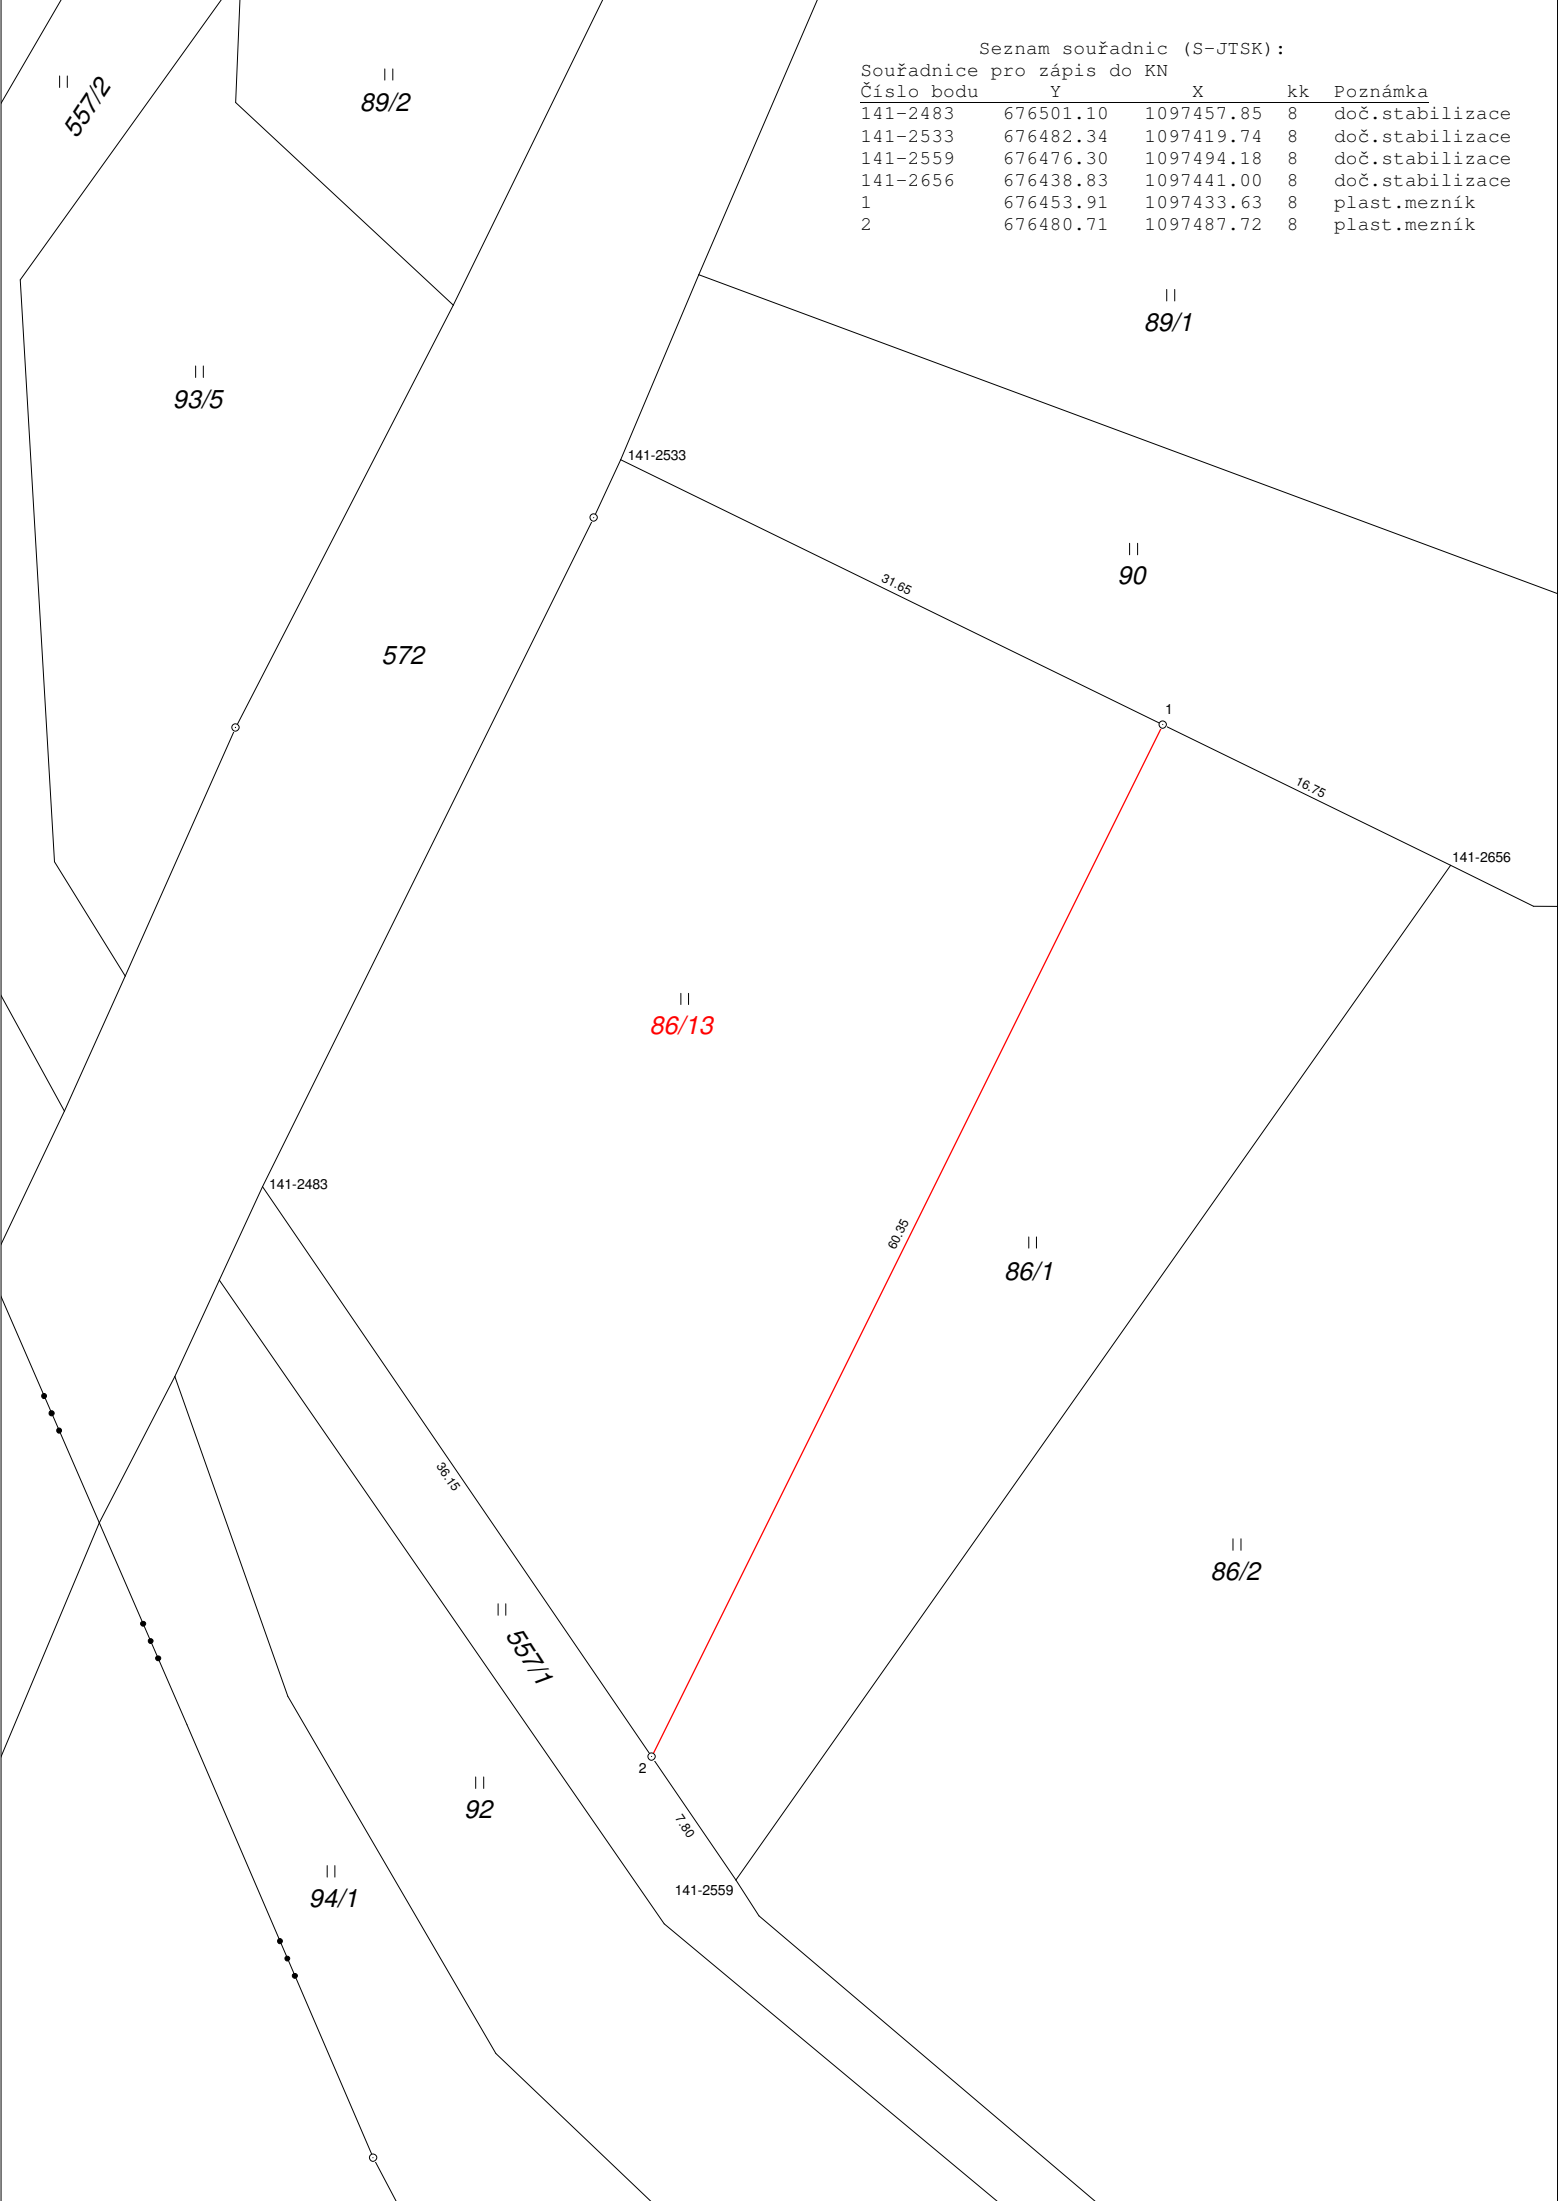 Seznam souřadnic (S-JTSK):
Souřadnice pro zápis do KN
Číslo bodu Y X kk Poznámka
141-2483 676501.10 1097457.85 8 doč.stabilizace
141-2533 676482.34 1097419.74 8 doč.stabilizace
141-2559 676476.30 1097494.18 8 doč.stabilizace
141-2656 676438.83 1097441.00 8 doč.stabilizace
1 676453.91 1097433.63 8 plast.mezník
2 676480.71 1097487.72 8 plast.mezník
557/2
89/2
89/1
93/5
141-2533
90
31.65
572
1
16.75
141-2656
86/13
141-2483
60.35
86/1
36.15
86/2
557/1
2
92
7.80
141-2559
94/1